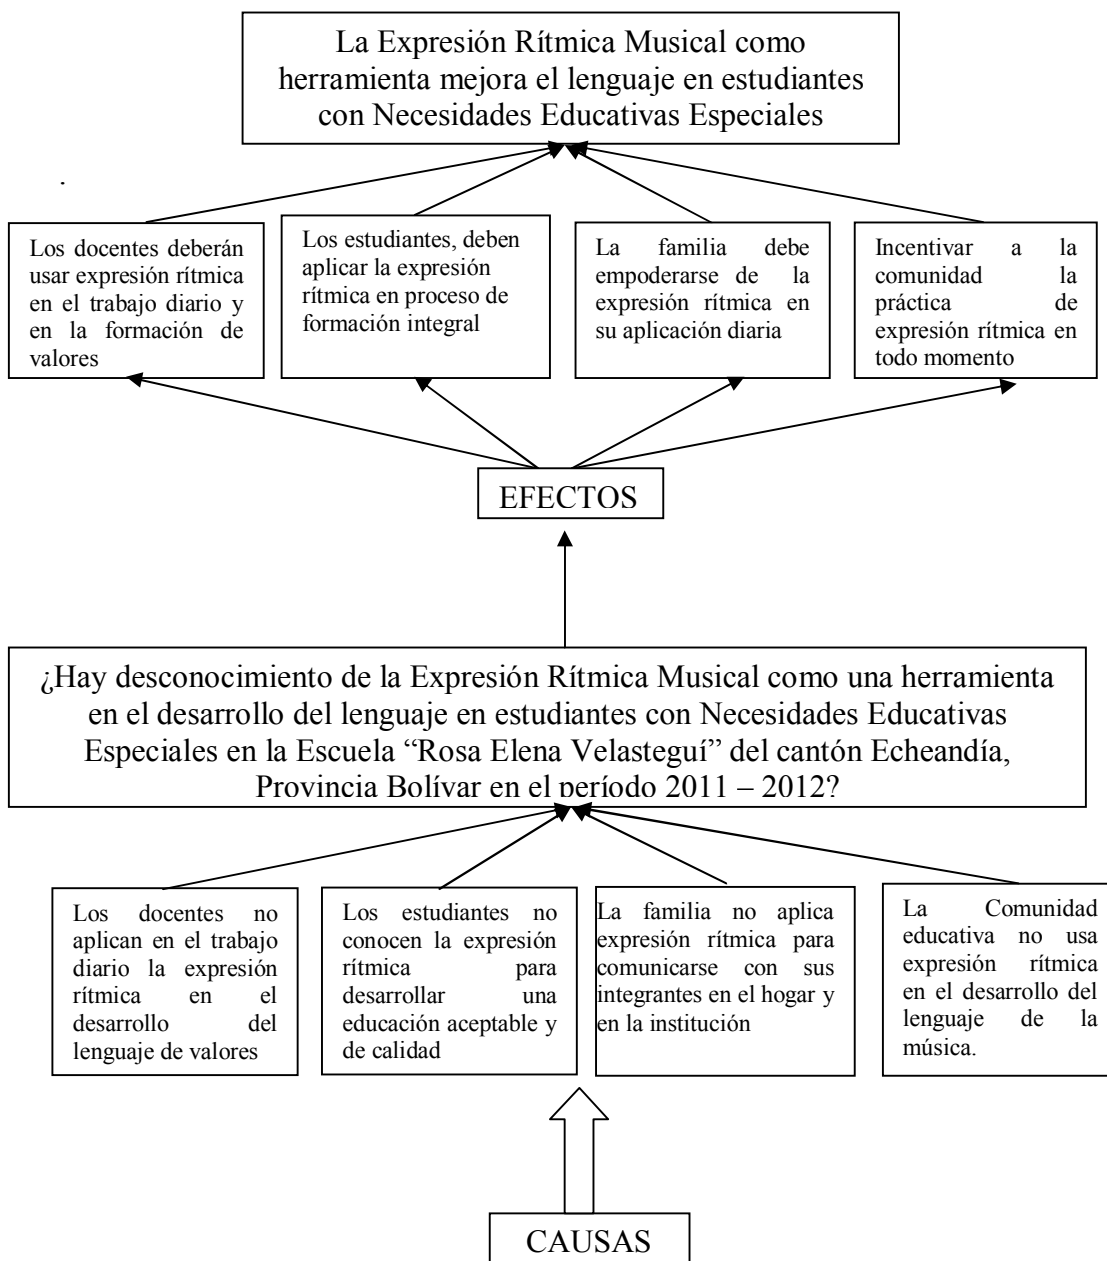 La Expresión Rítmica Musical como
herramienta mejora el lenguaje en estudiantes
con Necesidades Educativas Especiales
.
Los docentes deberán
usar expresión rítmica
en el trabajo diario y
en la formación de
valores
Los estudiantes, deben
aplicar la expresión
rítmica en proceso de
formación integral
La familia debe
empoderarse de la
expresión rítmica en
su aplicación diaria
Incentivar a la
comunidad la
práctica de
expresión rítmica en
todo momento
EFECTOS
¿Hay desconocimiento de la Expresión Rítmica Musical como una herramienta
en el desarrollo del lenguaje en estudiantes con Necesidades Educativas
Especiales en la Escuela “Rosa Elena Velasteguí” del cantón Echeandía,
Provincia Bolívar en el período 2011 – 2012?
Los docentes no
aplican en el trabajo
diario la expresión
rítmica en el
desarrollo del
lenguaje de valores
Los estudiantes no
conocen la expresión
rítmica para
desarrollar una
educación aceptable y
de calidad
La familia no aplica
expresión rítmica para
comunicarse con sus
integrantes en el hogar y
en la institución
La Comunidad
educativa no usa
expresión rítmica
en el desarrollo del
lenguaje de la
música.
CAUSAS